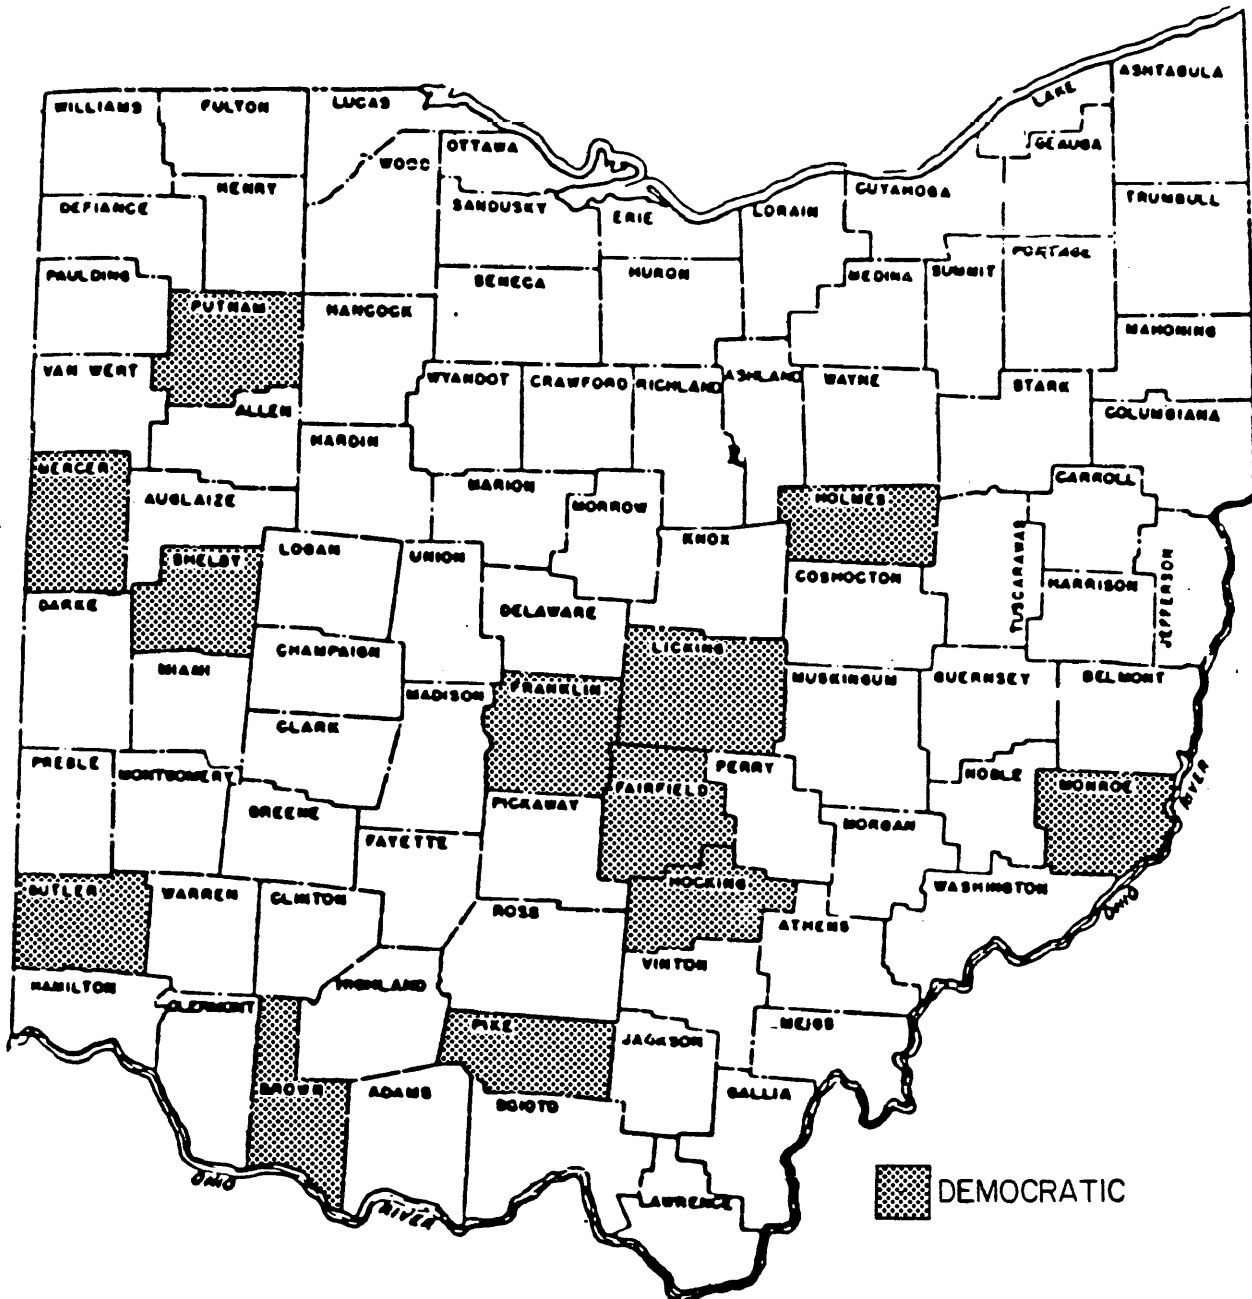 ASHTABULA
LAKE
WILLIAMS
FULTON
LUCAS
GEAUGA
OTTAWA
WOOD
HENRY
CUYAHOGA
TRUMBULL
DEFIANCE
SANDUSKY
ERIE
LORAIN
PORTAGE
PAULDING
SENECA
HURON
MEDINA
SUMMIT
PUTNAM
HANCOCK
MAHONING
VAN WERT
WYANDOT
CRAWFORD
RICHLAND
ASHLAND
WAYNE
STARK
ALLEN
COLUMBIANA
HARDIN
MERCER
CARROLL
AUGLAIZE
MARION
MORROW
HOLMES
KNOX
SHELBY
LOGAN
UNION
TUSCARAWAS
COSHOCTON
HARRISON
JEFFERSON
DARKE
DELAWARE
CHAMPAIGN
LICKING
MIAMI
MADISON
FRANKLIN
MUSKINGUM
GUERNSEY
BELMONT
CLARK
PREBLE
MONTGOMERY
PERRY
NOBLE
RIVER
FAIRFIELD
MONROE
GREENE
PICKAWAY
FAYETTE
MORGAN
BUTLER
WARREN
CLINTON
HOCKING
WASHINGTON
OHIO
ROSS
ATHENS
VINTON
HAMILTON
CLERMONT
HIGHLAND
PIKE
JACKSON
MEIGS
BROWN
ADAMS
SCIOTO
GALLIA
OHIO
RIVER
LAWRENCE
DEMOCRATIC